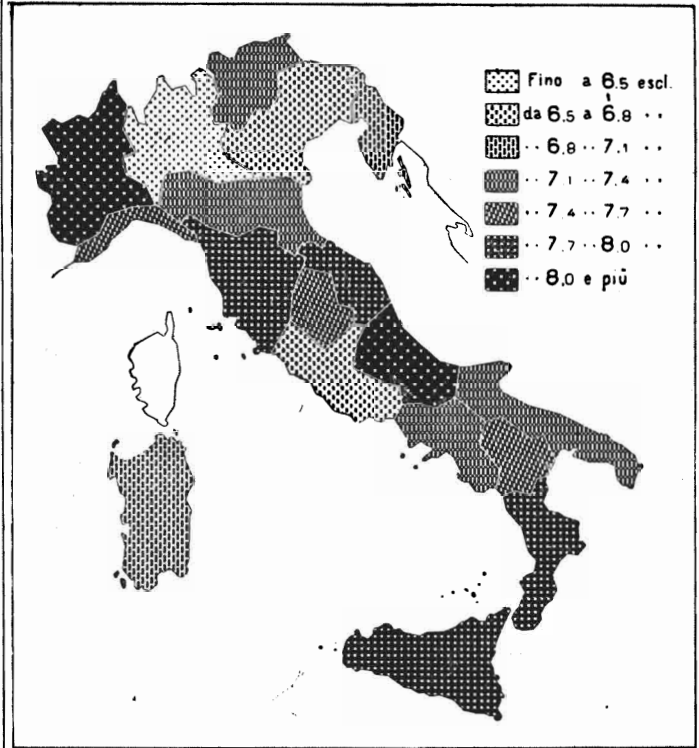 Fino a 6.5 escl.
da 6.5 a 6.8 ..
.. 6.8 .. 7.1 ..
.. 7.1 .. 7.4 ..
.. 7.4 .. 7.7 ..
.. 7.7 .. 8.0 ..
.. 8.0 e più